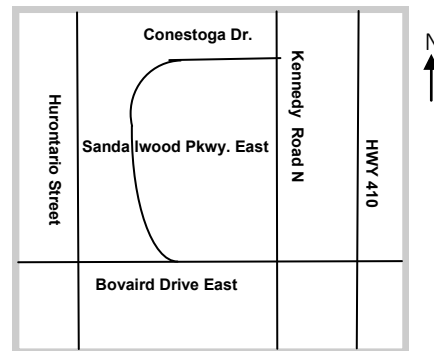 Conestoga Dr.
N
Hurontario Street
Sandalwood Pkwy. East
Kennedy Road N
HWY 410
Bovaird Drive East